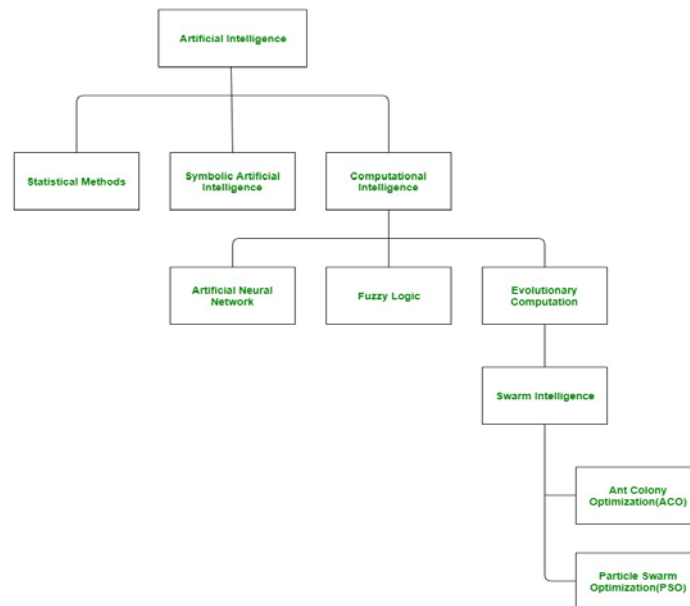 Artificial Intelligence
Statistical Methods
Symbolic Artificial
Intelligence
Computational
Intelligence
Artificial Neural
Network
Fuzzy Logic
Evolutionary
Computation
Swarm Intelligence
Ant Colony
Optimization(ACO)
Particle Swarm
Optimization(PSO)